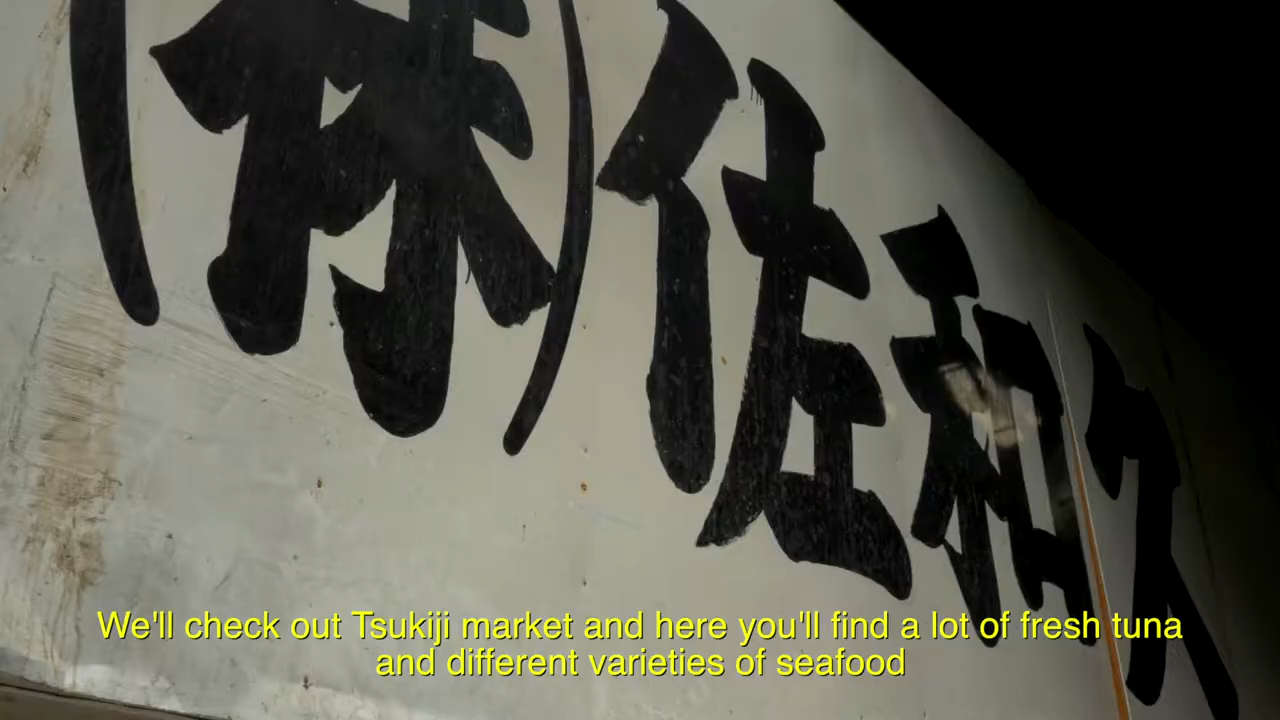 (株)佐和久
We'll check out Tsukiji market and here you'll find a lot of fresh tuna
and different varieties of seafood